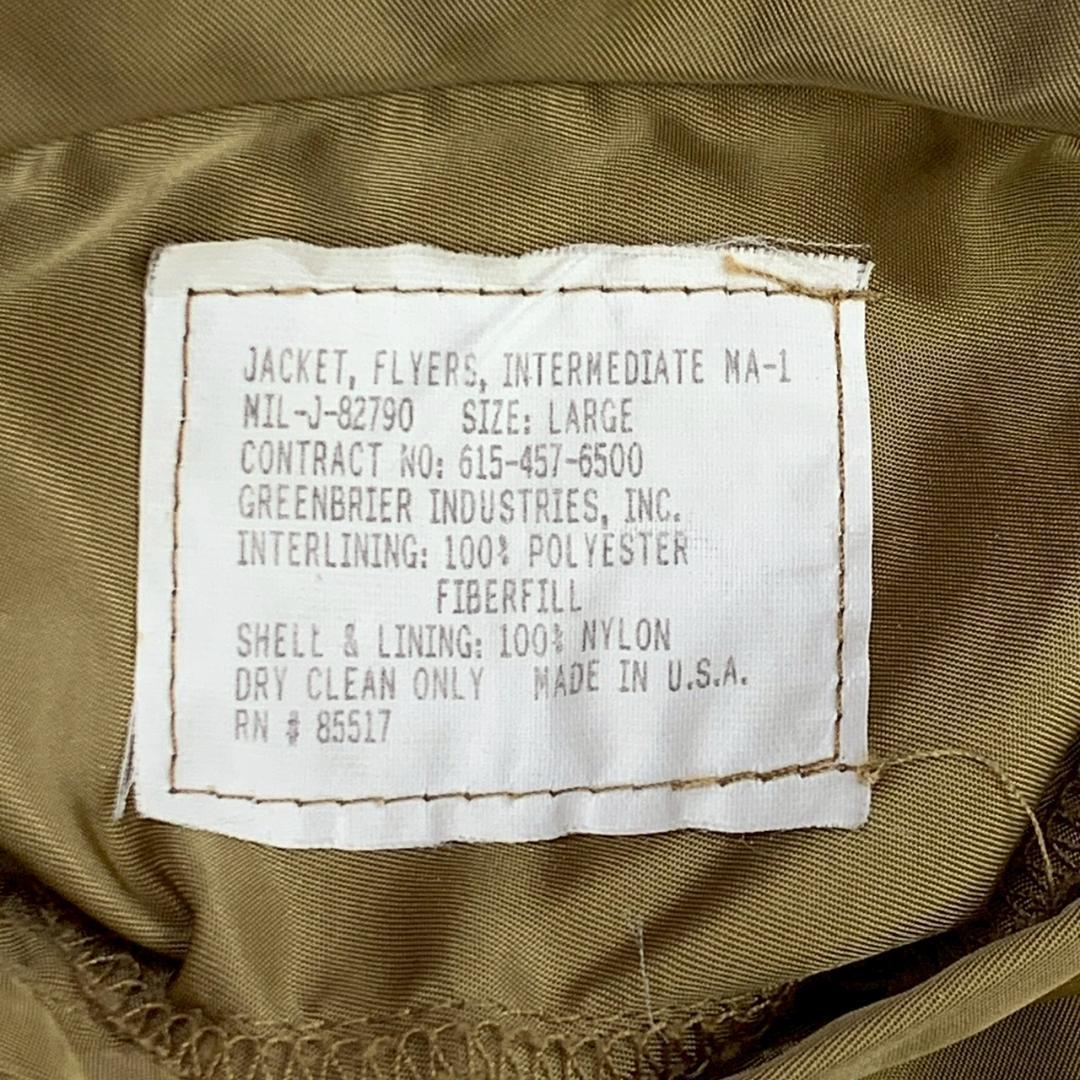 JACKET, FLYERS, INTERMEDIATE MA-1
MIL-J-82790 SIZE: LARGE
CONTRACT NO: 615-457-6500
GREENBRIER INDUSTRIES, INC.
INTERLINING: 100% POLYESTER
FIBERFILL
SHELL & LINING: 100% NYLON
DRY CLEAN ONLY MADE IN U.S.A.
RN # 85517